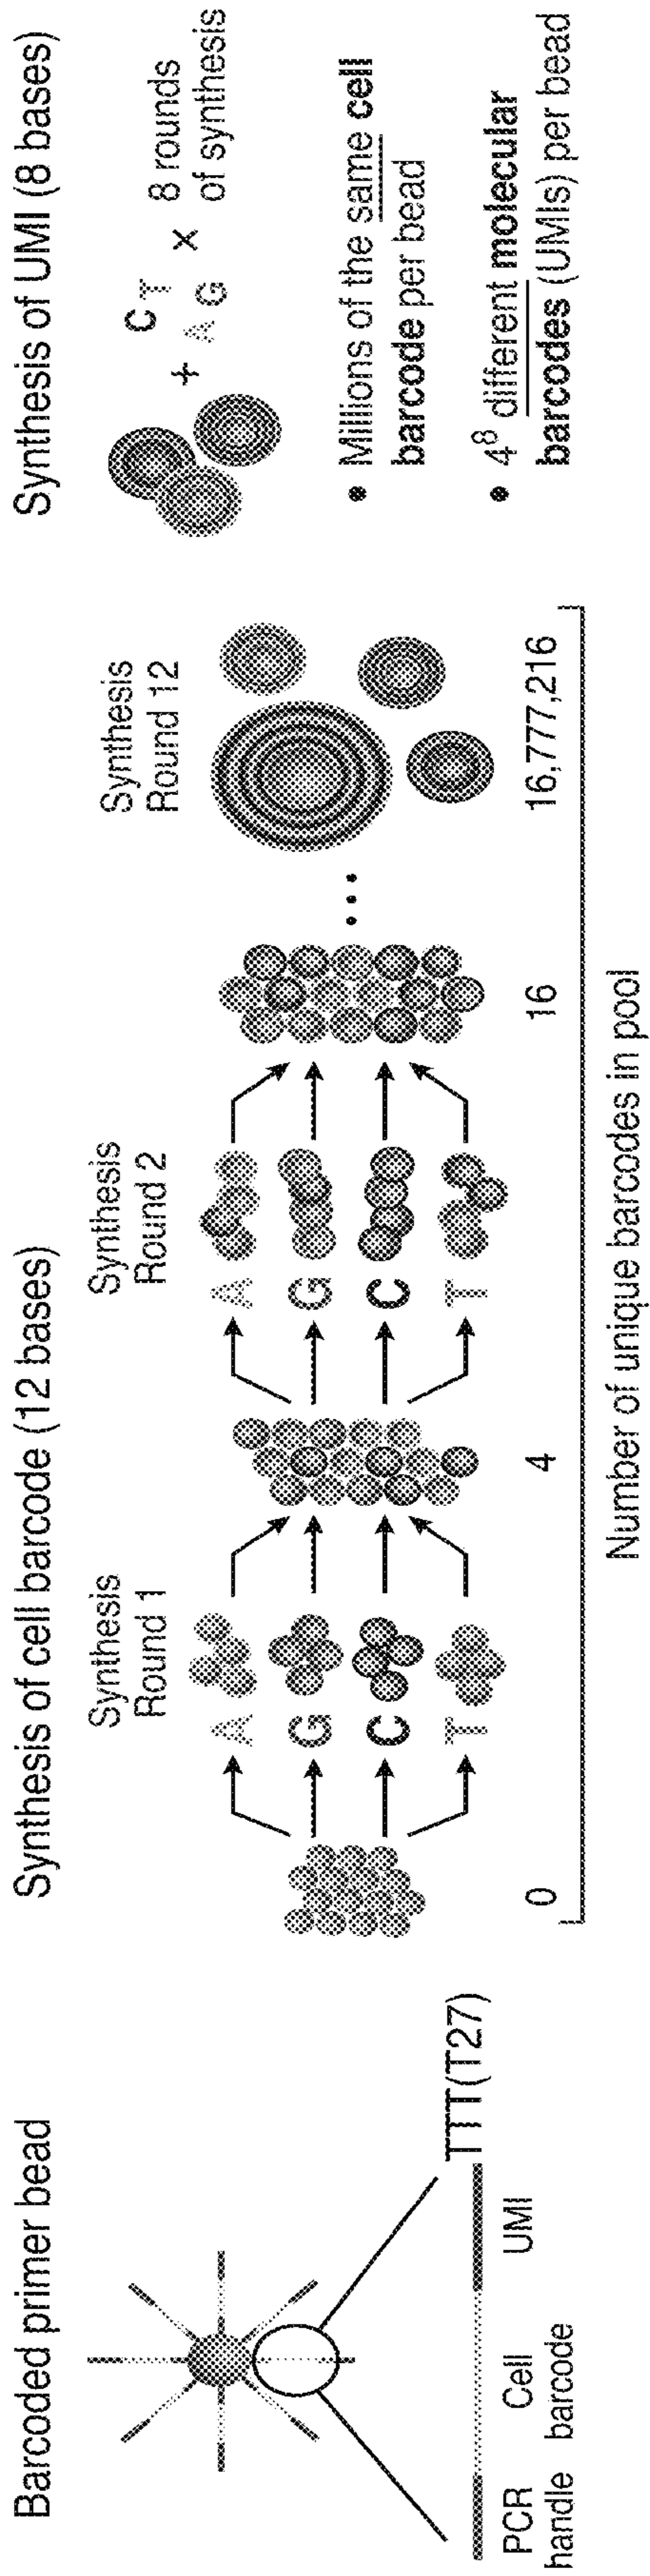 Barcoded primer bead
TTT(T27)
PCR
handle
Cell
barcode
UMI
Synthesis of cell barcode (12 bases)
Synthesis
Round 1
Synthesis
Round 2
Synthesis
Round 12
A
G
C
T
A
G
C
T
...
0
4
16
16,777,216
Number of unique barcodes in pool
Synthesis of UMI (8 bases)
+
C
T
A
G
×
8 rounds
of synthesis
• Millions of the same cell
barcode per bead
• 4⁸ different molecular
barcodes (UMIs) per bead